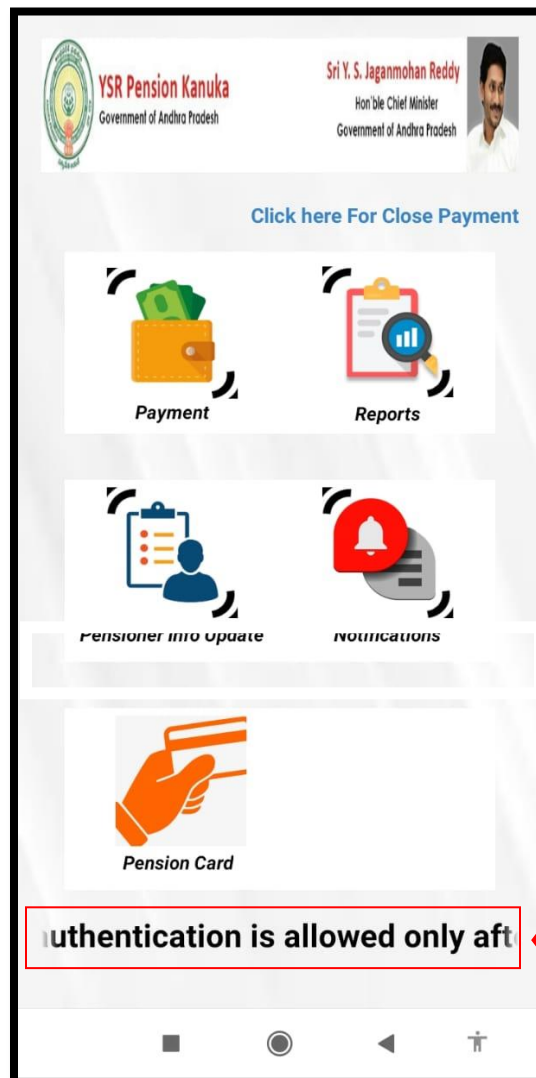 YSR Pension Kanuka
Government of Andhra Pradesh
Sri Y. S. Jaganmohan Reddy
Hon'ble Chief Minister
Government of Andhra Pradesh
Click here For Close Payment
Payment
Reports
Pensioner Info Update
Notifications
Pension Card
uthentication is allowed only aft